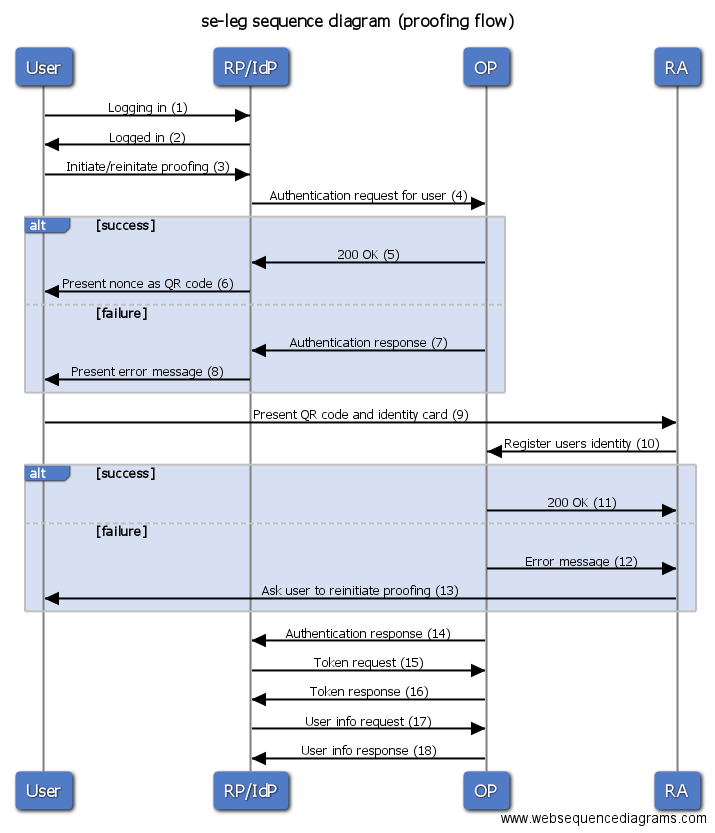 se-leg sequence diagram (proofing flow)
User
RP/IdP
OP
RA
Logging in (1)
Logged in (2)
Initiate/reinitate proofing (3)
Authentication request for user (4)
alt
[success]
200 OK (5)
Present nonce as QR code (6)
[failure]
Authentication response (7)
Present error message (8)
Present QR code and identity card (9)
Register users identity (10)
alt
[success]
200 OK (11)
[failure]
Error message (12)
Ask user to reinitiate proofing (13)
Authentication response (14)
Token request (15)
Token response (16)
User info request (17)
User info response (18)
User
RP/IdP
OP
RA
www.websequencediagrams.com